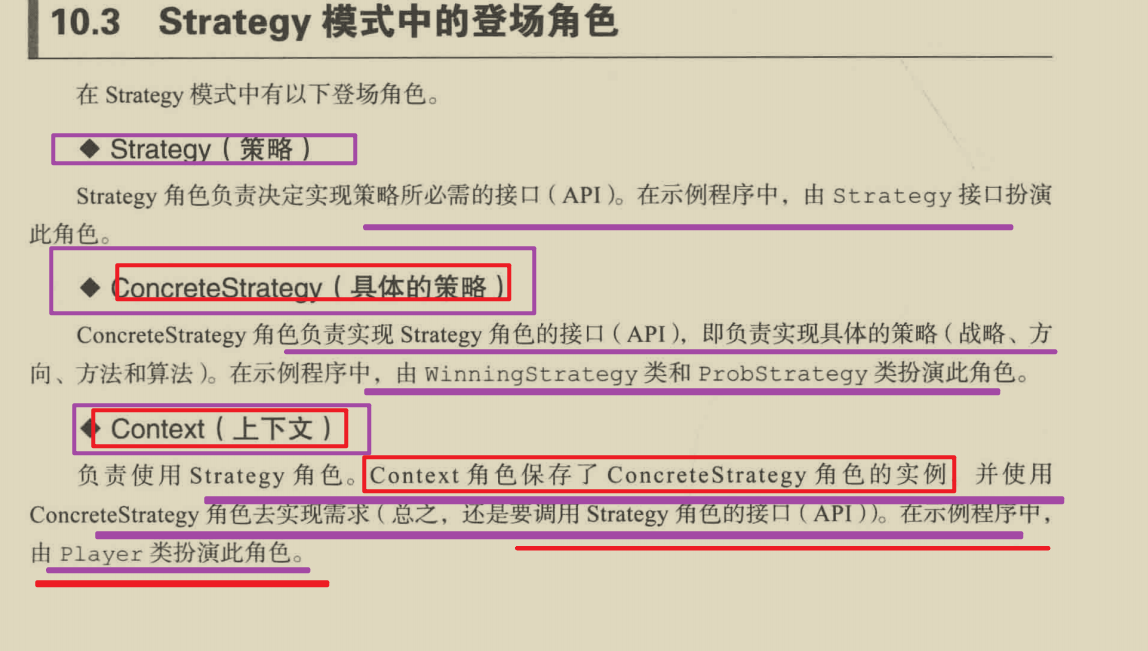 10.3 Strategy 模式中的登场角色
在 Strategy 模式中有以下登场角色。
◆ Strategy（策略）
Strategy 角色负责决定实现策略所必需的接口（API）。在示例程序中，由 Strategy 接口扮演
此角色。
◆ ConcreteStrategy（具体的策略）
ConcreteStrategy 角色负责实现 Strategy 角色的接口（API），即负责实现具体的策略（战略、方
向、方法和算法）。在示例程序中，由 WinningStrategy 类和 ProbStrategy 类扮演此角色。
◆ Context（上下文）
负责使用 Strategy 角色。Context 角色保存了 ConcreteStrategy 角色的实例，并使用
ConcreteStrategy 角色去实现需求（总之，还是要调用 Strategy 角色的接口（API））。在示例程序中，
由 Player 类扮演此角色。